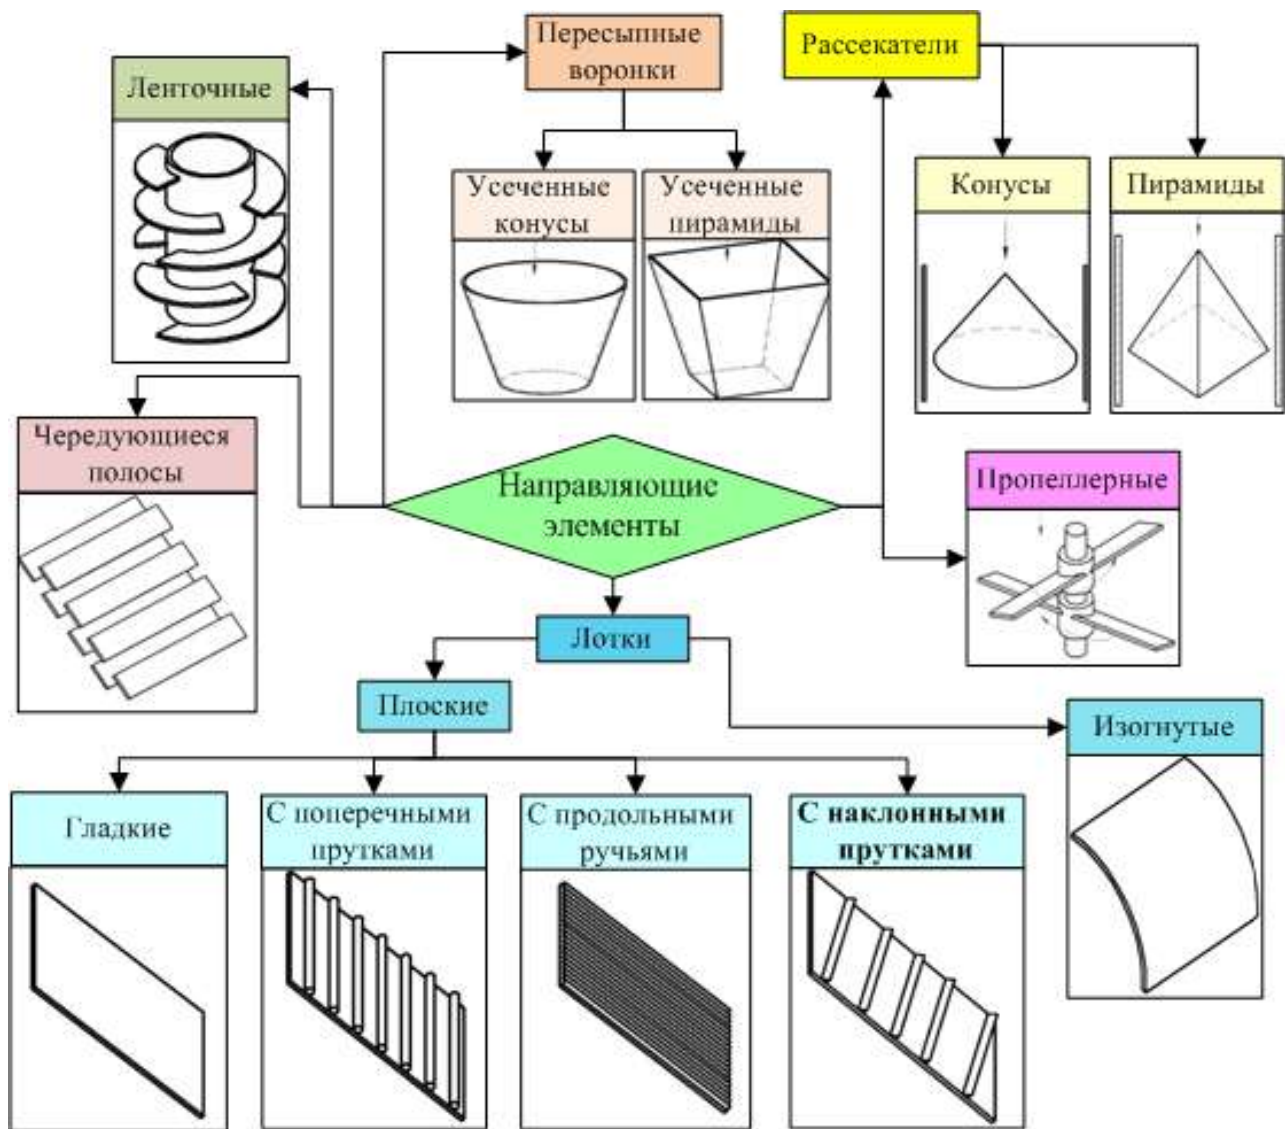 Пересыпные
воронки
Рассекатели
Ленточные
Усеченные
конусы
Усеченные
пирамиды
Конусы
Пирамиды
Чередующиеся
полосы
Направляющие
элементы
Пропеллерные
Лотки
Плоские
Изогнутые
Гладкие
С поперечными
прутками
С продольными
ручьями
С наклонными
прутками